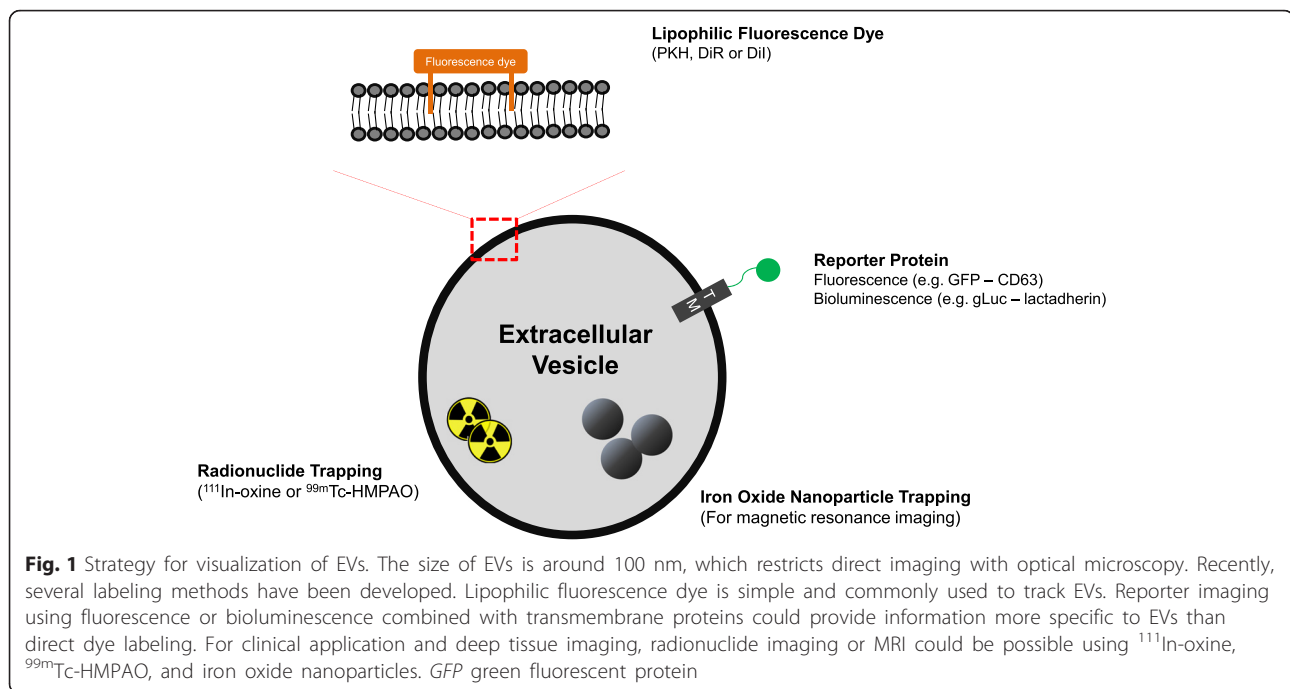 Lipophilic Fluorescence Dye
(PKH, DiR or DiI)
Fluorescence dye
Reporter Protein
Fluorescence (e.g. GFP – CD63)
Bioluminescence (e.g. gLuc – lactadherin)
TM
Extracellular
Vesicle
Radionuclide Trapping
(¹¹¹In-oxine or ⁹⁹ᵐTc-HMPAO)
Iron Oxide Nanoparticle Trapping
(For magnetic resonance imaging)
Fig. 1 Strategy for visualization of EVs. The size of EVs is around 100 nm, which restricts direct imaging with optical microscopy. Recently,
several labeling methods have been developed. Lipophilic fluorescence dye is simple and commonly used to track EVs. Reporter imaging
using fluorescence or bioluminescence combined with transmembrane proteins could provide information more specific to EVs than
direct dye labeling. For clinical application and deep tissue imaging, radionuclide imaging or MRI could be possible using ¹¹¹In-oxine,
⁹⁹ᵐTc-HMPAO, and iron oxide nanoparticles. GFP green fluorescent protein